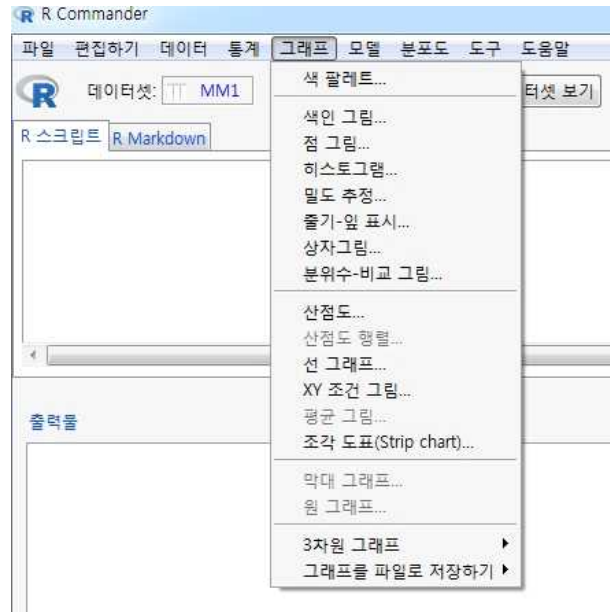 R Commander
파일 편집하기 데이터 통계 그래프 모델 분포도 도구 도움말
R 데이터셋: MM1 터셋 보기
R 스크립트 R Markdown
색 팔레트...
색인 그림...
점 그림...
히스토그램...
밀도 추정...
줄기-잎 표시...
상자그림...
분위수-비교 그림...
산점도...
산점도 행렬...
선 그래프...
XY 조건 그림...
평균 그림...
조각 도표(Strip chart)...
막대 그래프...
원 그래프...
3차원 그래프
그래프를 파일로 저장하기
출력물